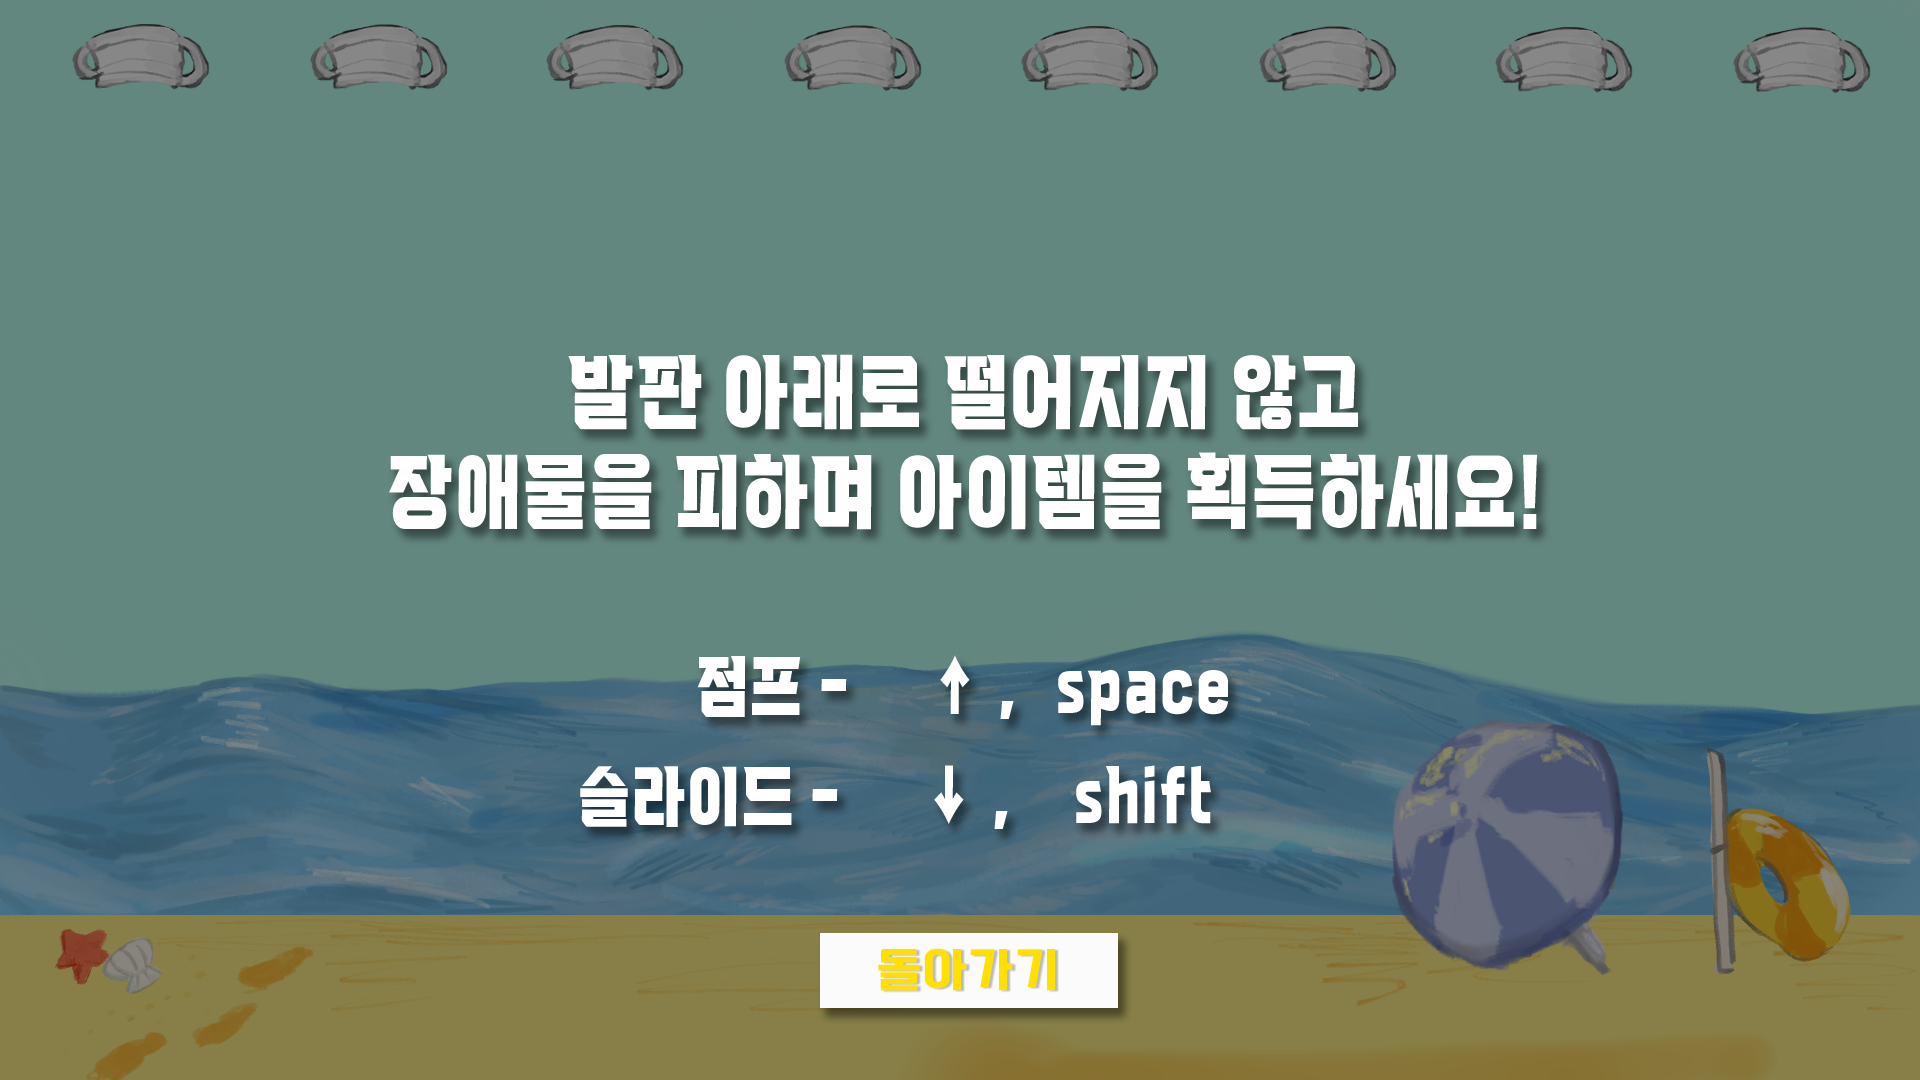 발판 아래로 떨어지지 않고
장애물을 피하며 아이템을 획득하세요!
점프 - ↑ , space
슬라이드 - ↓ , shift
돌아가기